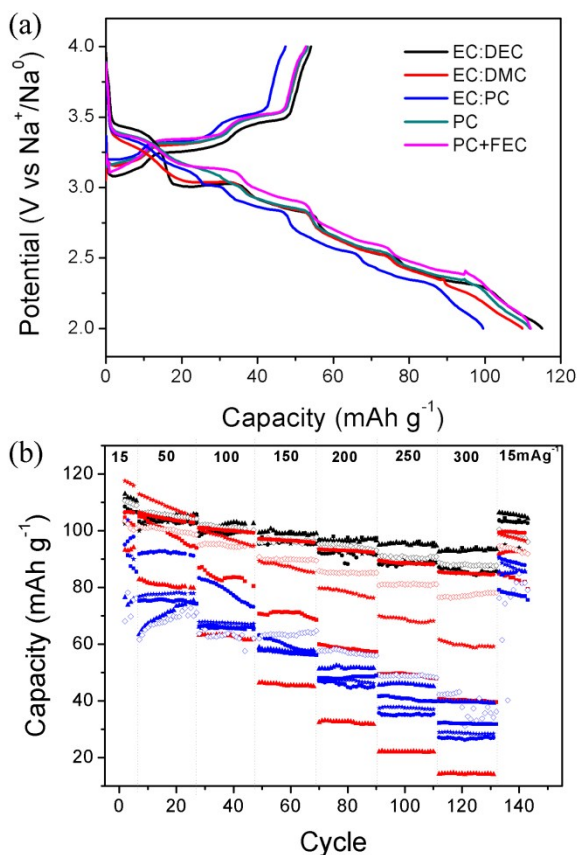 (a)
4.0
3.5
3.0
2.5
2.0
Potential (V vs Na⁺/Na⁰)
EC:DEC
EC:DMC
EC:PC
PC
PC+FEC
0 20 40 60 80 100 120
Capacity (mAh g⁻¹)
(b)
15 50 100 150 200 250 300 15mAg⁻¹
120
100
80
60
40
20
Capacity (mAh g⁻¹)
0 20 40 60 80 100 120 140
Cycle